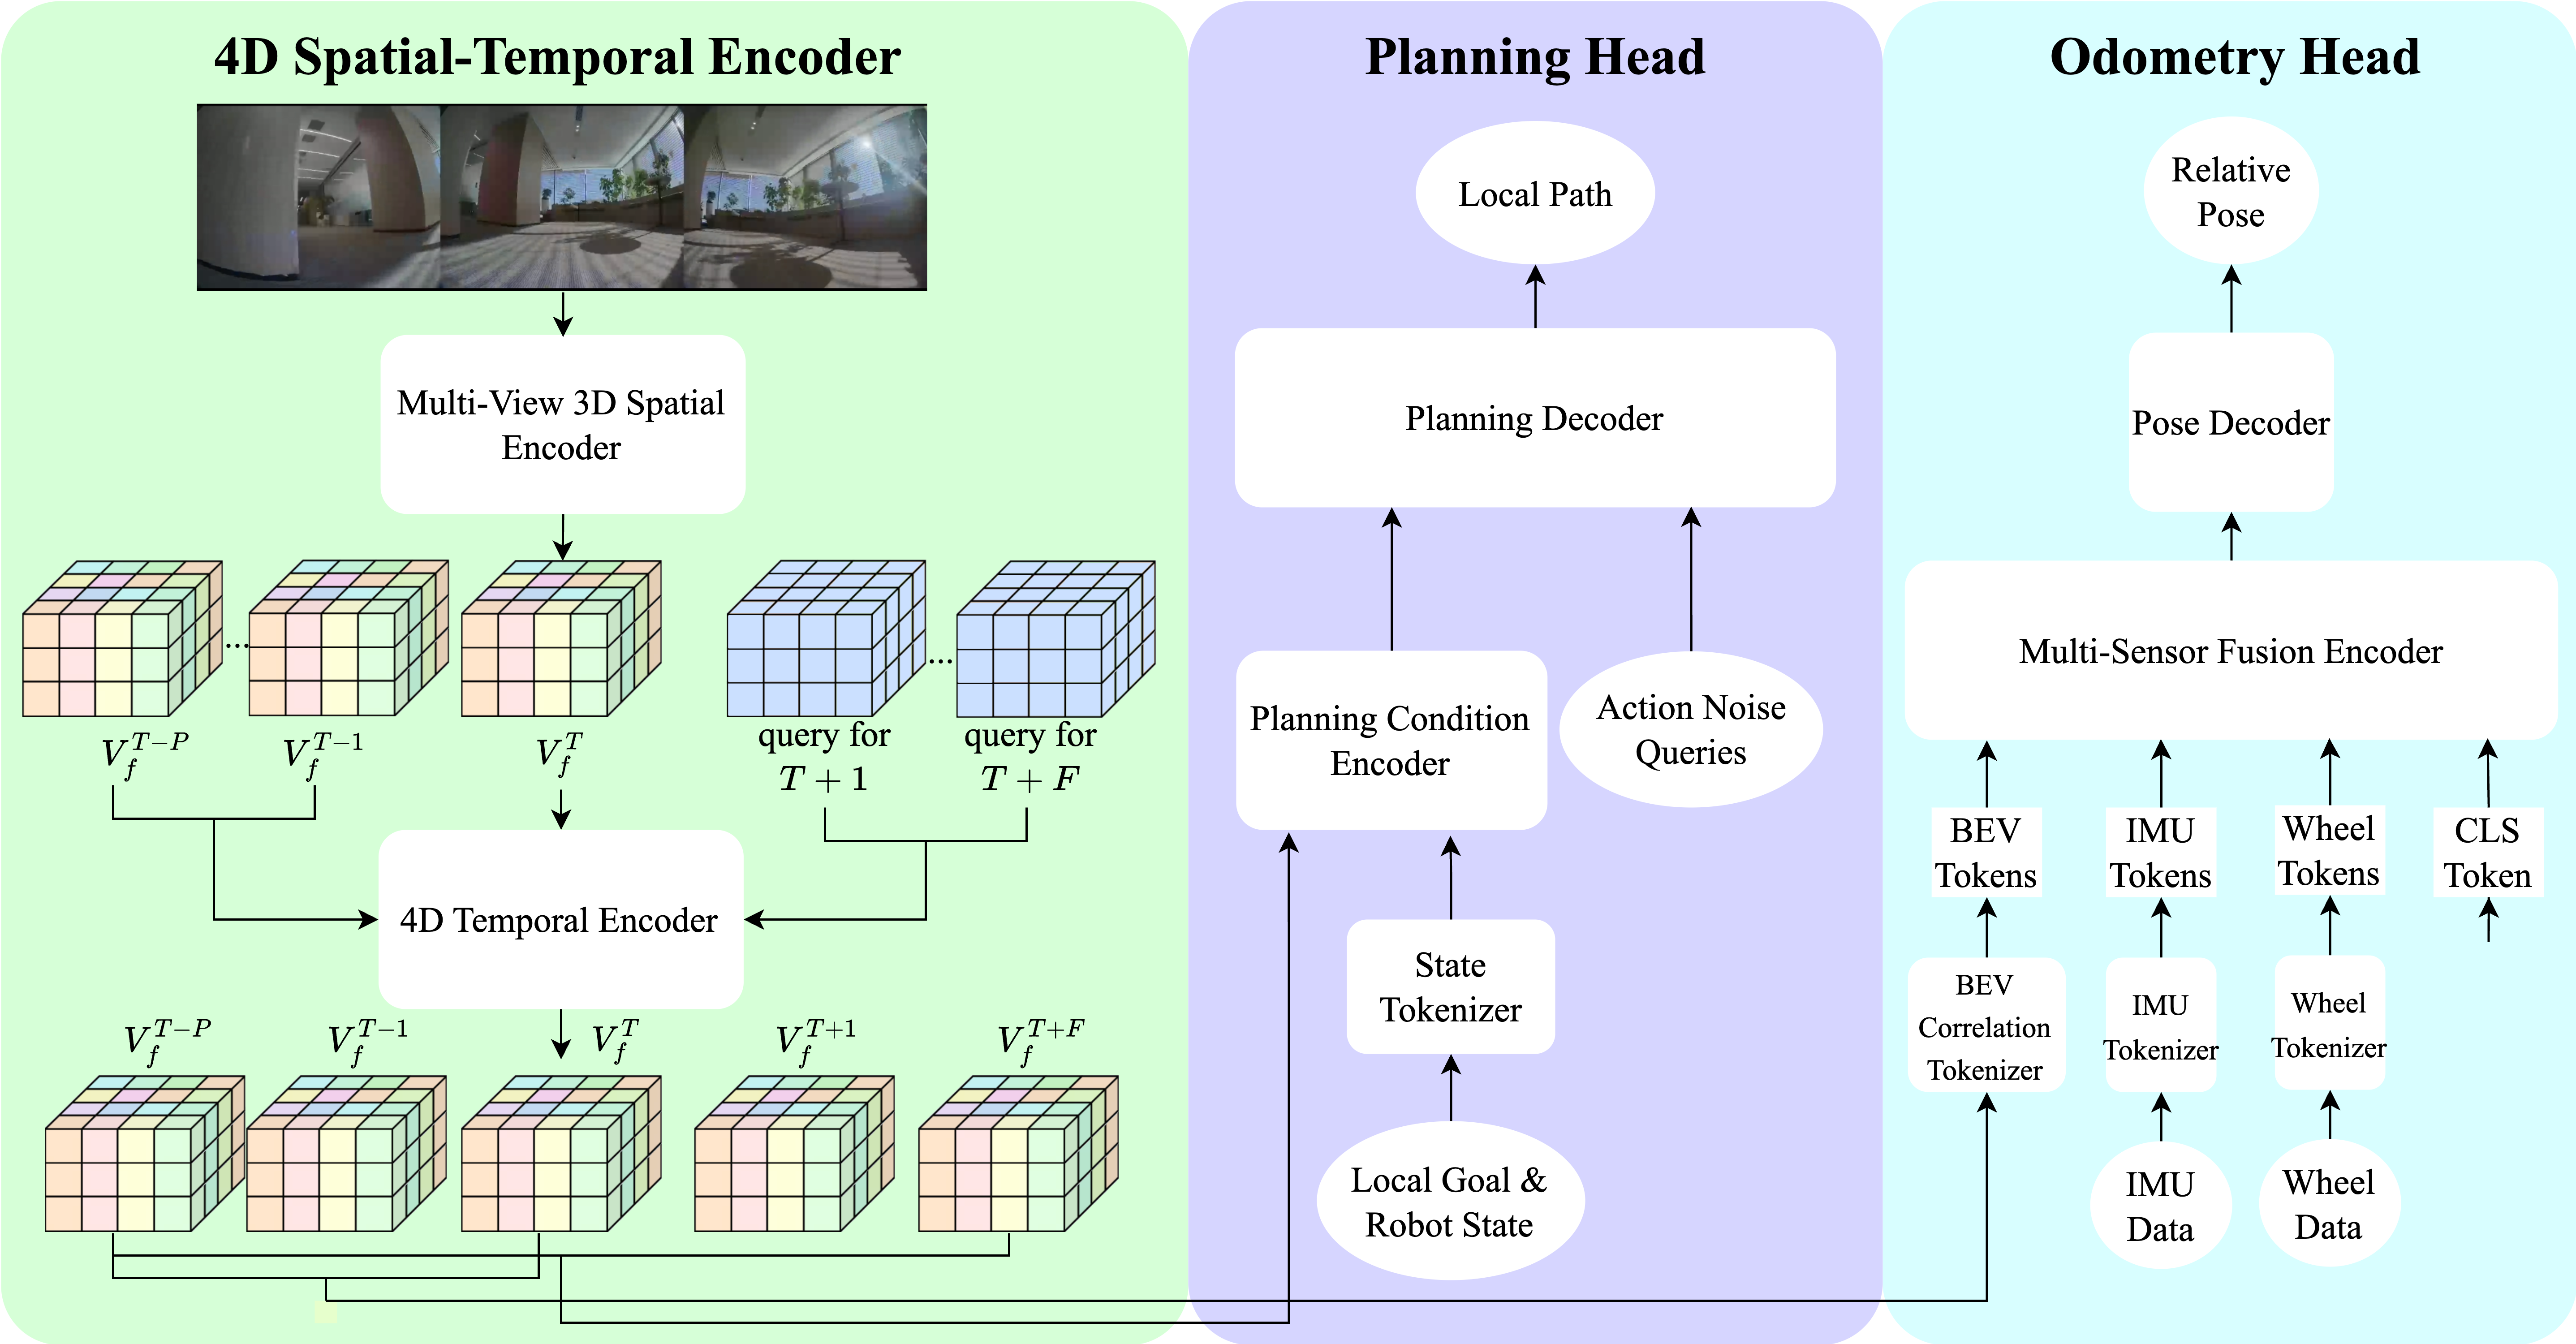 4D Spatial-Temporal Encoder
Multi-View 3D Spatial
Encoder
...
...
V_f^{T-P}
V_f^{T-1}
V_f^{T}
query for
T + 1
query for
T + F
4D Temporal Encoder
V_f^{T-P}
V_f^{T-1}
V_f^{T}
V_f^{T+1}
V_f^{T+F}
Planning Head
Local Path
Planning Decoder
Planning Condition
Encoder
Action Noise
Queries
State
Tokenizer
Local Goal &
Robot State
Odometry Head
Relative
Pose
Pose Decoder
Multi-Sensor Fusion Encoder
BEV
Tokens
IMU
Tokens
Wheel
Tokens
CLS
Token
BEV
Correlation
Tokenizer
IMU
Tokenizer
Wheel
Tokenizer
IMU
Data
Wheel
Data